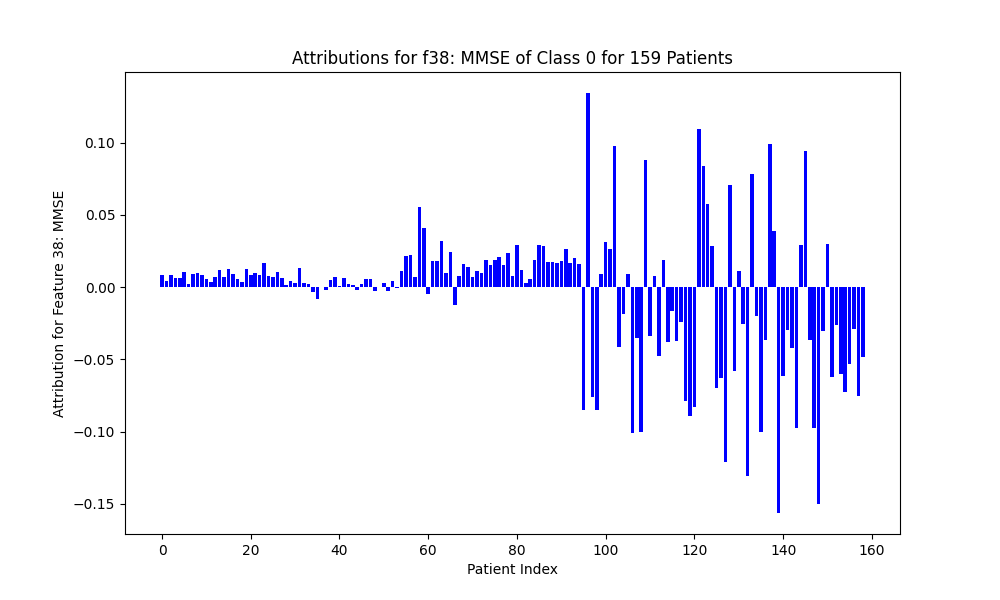 Attributions for f38: MMSE of Class 0 for 159 Patients
Attribution for Feature 38: MMSE
0.10
0.05
0.00
−0.05
−0.10
−0.15
0 20 40 60 80 100 120 140 160
Patient Index